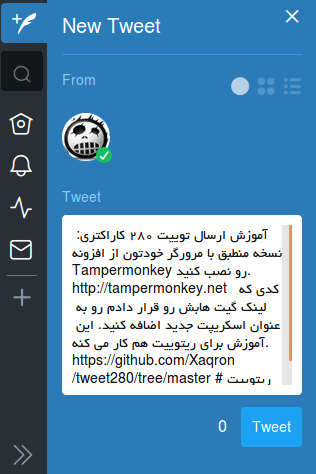 New Tweet
From
Tweet
آموزش ارسال توییت ۲۸۰ کاراکتری:
نسخه منطبق با مرورگر خودتون از افزونه
Tampermonkey رو نصب کنید.
http://tampermonkey.net کدی که
لینک گیت هابش رو قرار دادم رو به
عنوان اسکریپت جدید اضافه کنید. این
آموزش برای ریتوییت هم کار می کنه.
https://github.com/Xaqron
/tweet280/tree/master # ریتوییت
0 Tweet